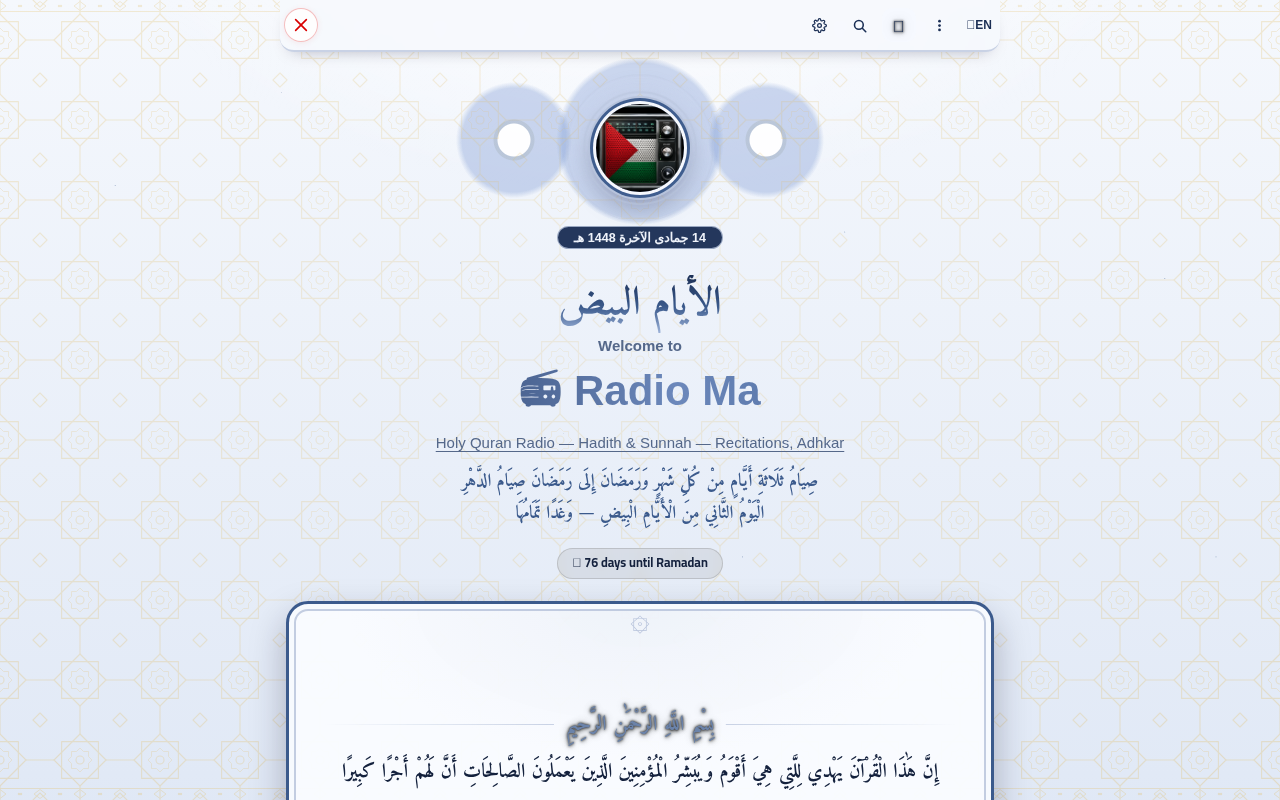 EN
14 جمادى الآخرة 1448 هـ
الأيام البيض
Welcome to
Radio Ma
Holy Quran Radio — Hadith & Sunnah — Recitations, Adhkar
صِيَامُ ثَلَاثَةِ أَيَّامٍ مِنْ كُلِّ شَهْرٍ وَرَمَضَانَ إِلَى رَمَضَانَ صِيَامُ الدَّهْرِ
الْيَوْمُ الثَّانِي مِنَ الْأَيَّامِ الْبِيضِ — وَغَدًا تَمَامُهَا
76 days until Ramadan
بِسْمِ اللَّهِ الرَّحْمَٰنِ الرَّحِيمِ
إِنَّ هَٰذَا الْقُرْآنَ يَهْدِي لِلَّتِي هِيَ أَقْوَمُ وَيُبَشِّرُ الْمُؤْمِنِينَ الَّذِينَ يَعْمَلُونَ الصَّالِحَاتِ أَنَّ لَهُمْ أَجْرًا كَبِيرًا